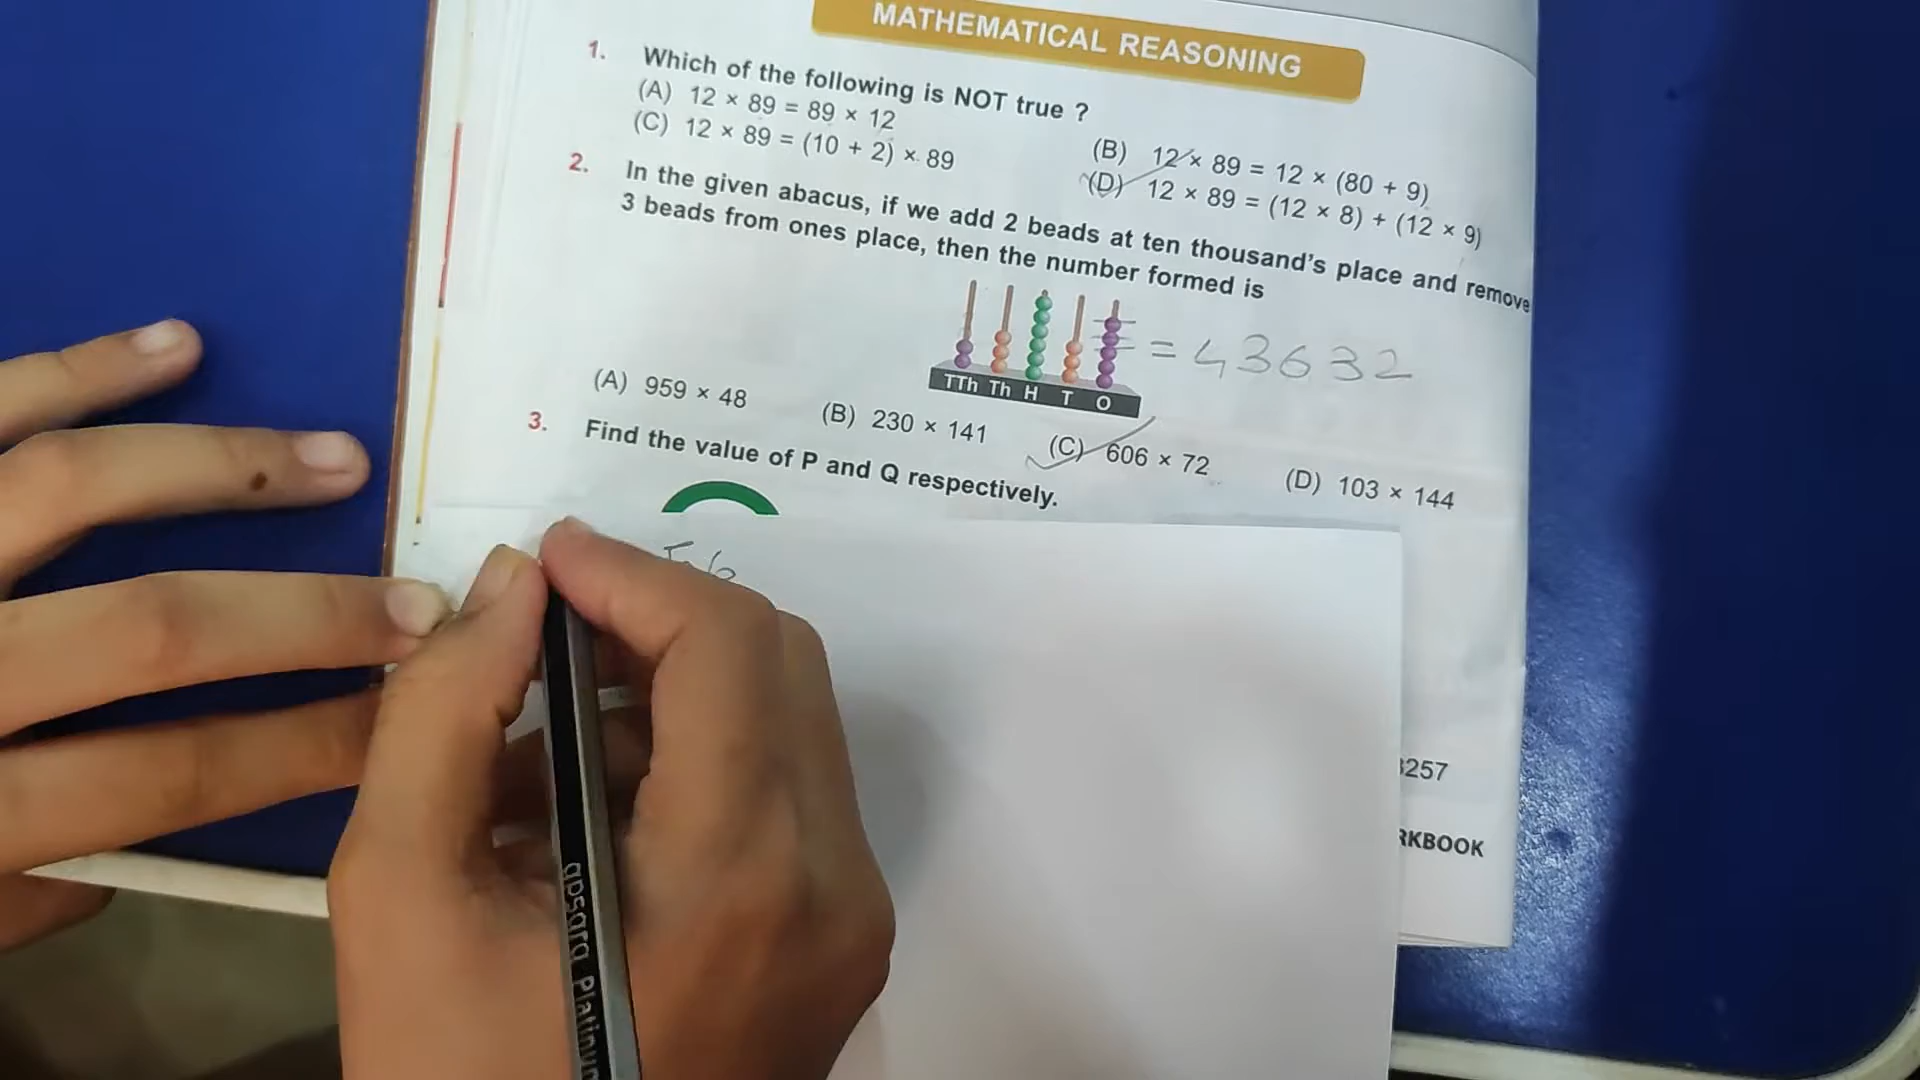 MATHEMATICAL REASONING
1. Which of the following is NOT true ?
(A) 12 × 89 = 89 × 12
(B) 12 × 89 = 12 × (80 + 9)
(C) 12 × 89 = (10 + 2) × 89
(D) 12 × 89 = (12 × 8) + (12 × 9)
2. In the given abacus, if we add 2 beads at ten thousand's place and remove
3 beads from ones place, then the number formed is
TTh Th H T O
= 43632
(A) 959 × 48
(B) 230 × 141
(C) 606 × 72
(D) 103 × 144
3. Find the value of P and Q respectively.
257
RKBOOK
apsara Platinum